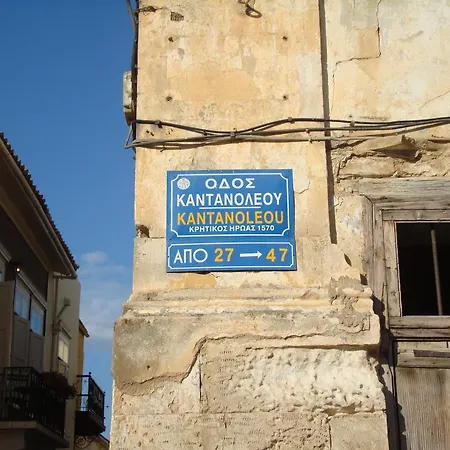 ΟΔΟΣ
ΚΑΝΤΑΝΟΛΕΟΥ
KANTANOLEOU
ΚΡΗΤΙΚΟΣ ΗΡΩΑΣ 1570
ΑΠΟ 27 → 47